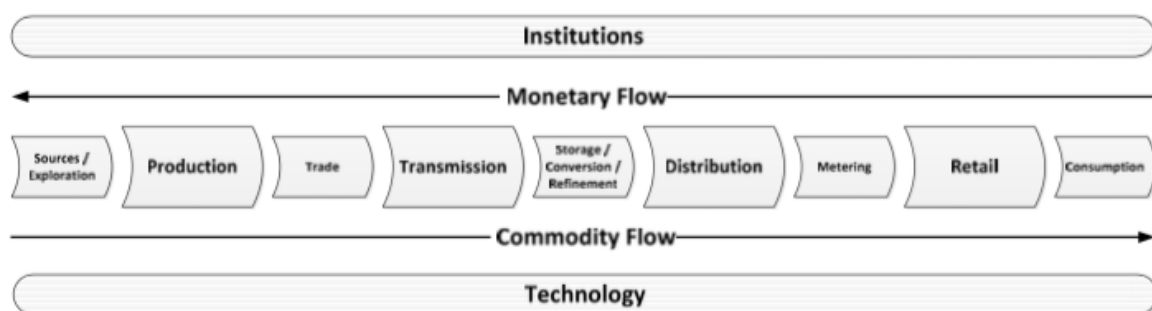 Institutions
Monetary Flow
Sources /
Exploration
Production
Trade
Transmission
Storage /
Conversion /
Refinement
Distribution
Metering
Retail
Consumption
Commodity Flow
Technology